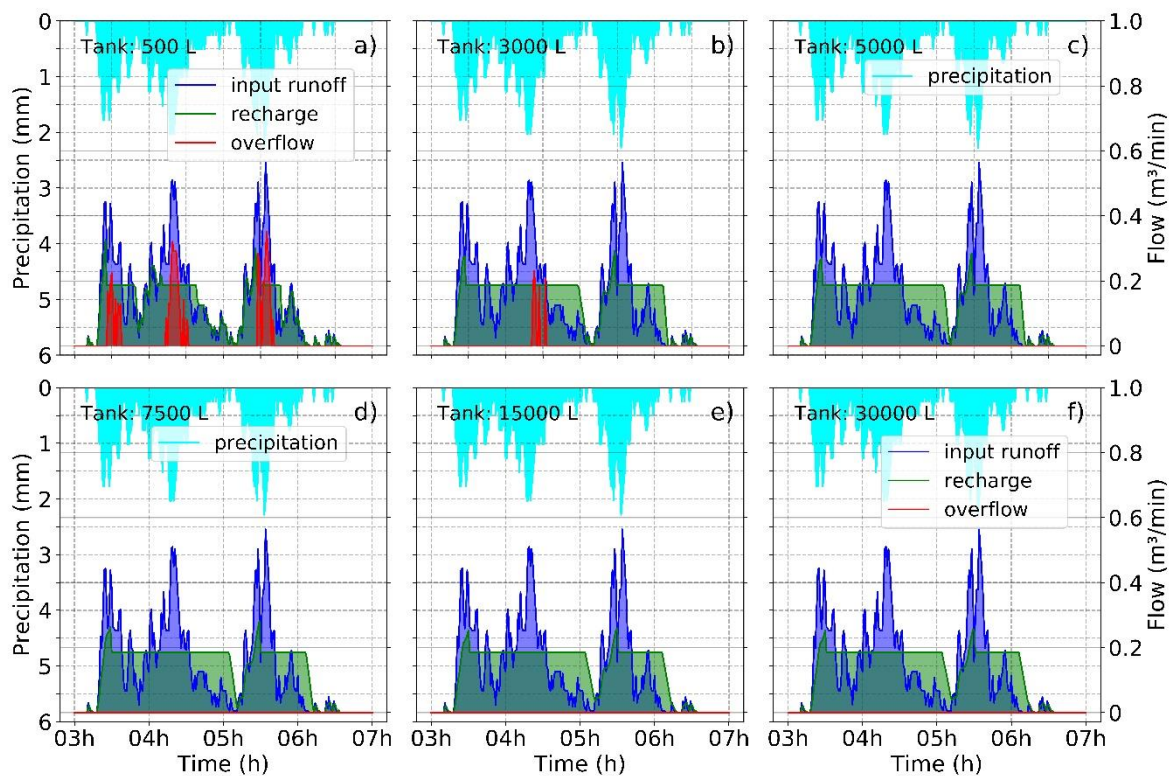 Tank: 500 L a)
input runoff
recharge
overflow
Precipitation (mm)
0
1
2
3
4
5
6
Tank: 3000 L b)
Tank: 5000 L c)
precipitation
1.0
0.8
0.6
0.4
0.2
0
Flow (m³/min)
Tank: 7500 L d)
precipitation
Precipitation (mm)
0
1
2
3
4
5
6
03h 04h 05h 06h 07h
Time (h)
Tank: 15000 L e)
03h 04h 05h 06h 07h
Time (h)
Tank: 30000 L f)
input runoff
recharge
overflow
1.0
0.8
0.6
0.4
0.2
0
Flow (m³/min)
03h 04h 05h 06h 07h
Time (h)